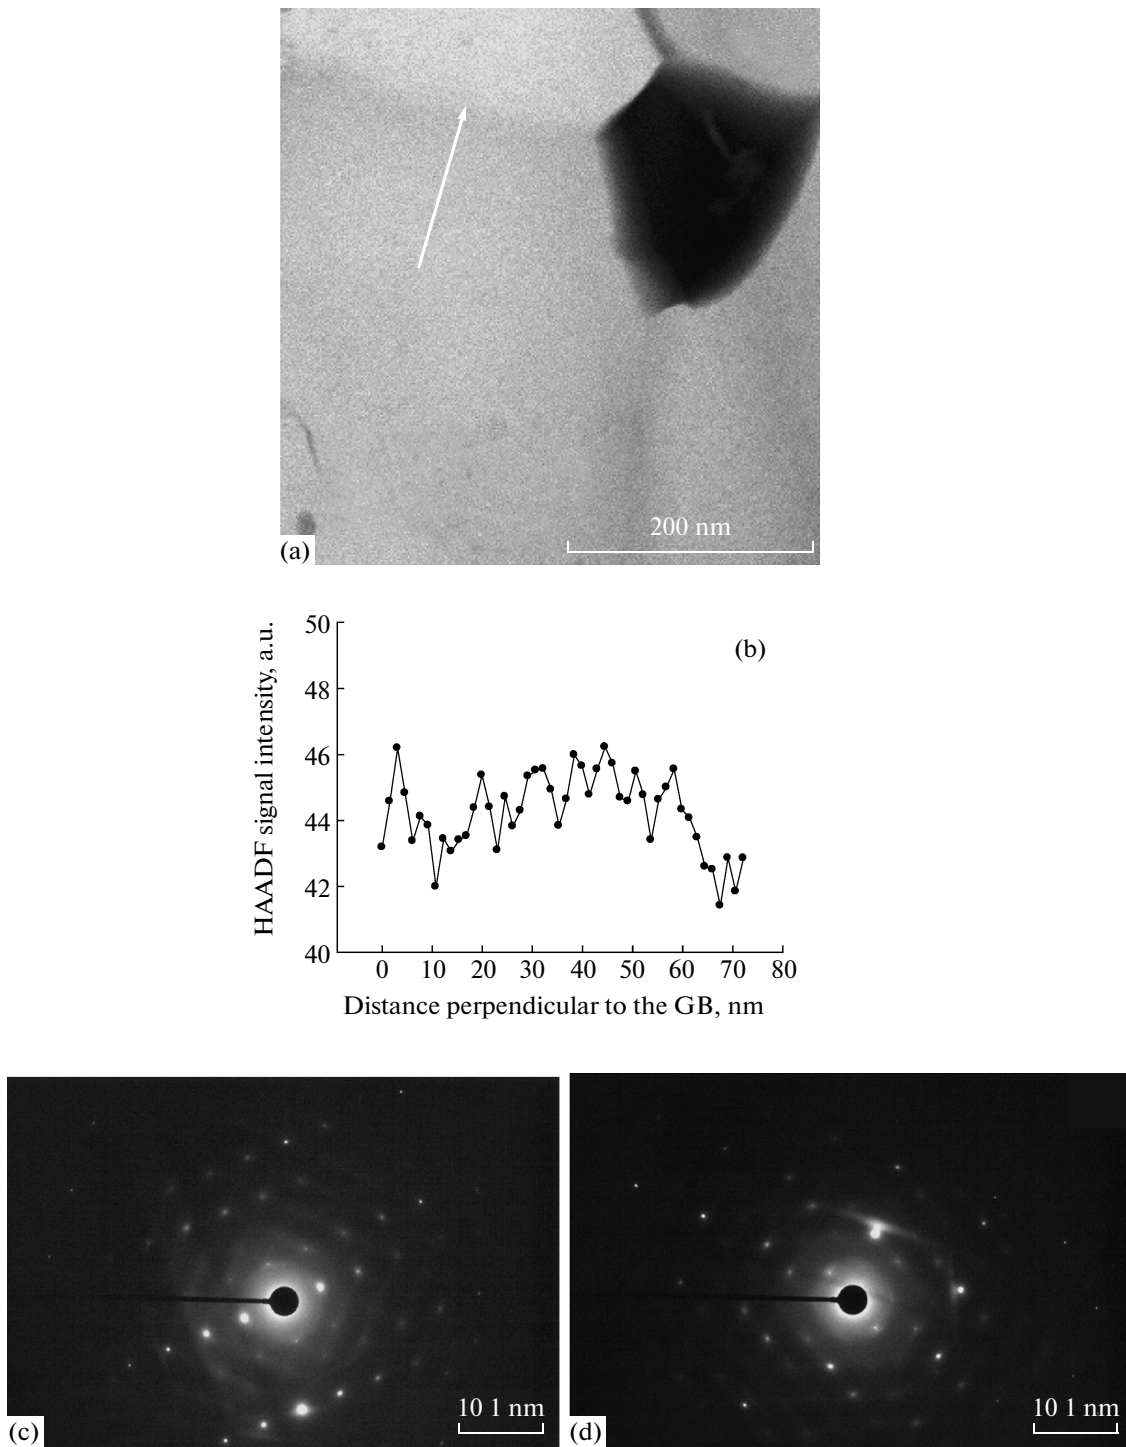 200 nm
(a)
50
(b)
48
46
44
42
40
HAADF signal intensity, a.u.
0 10 20 30 40 50 60 70 80
Distance perpendicular to the GB, nm
10 1 nm
(c)
10 1 nm
(d)